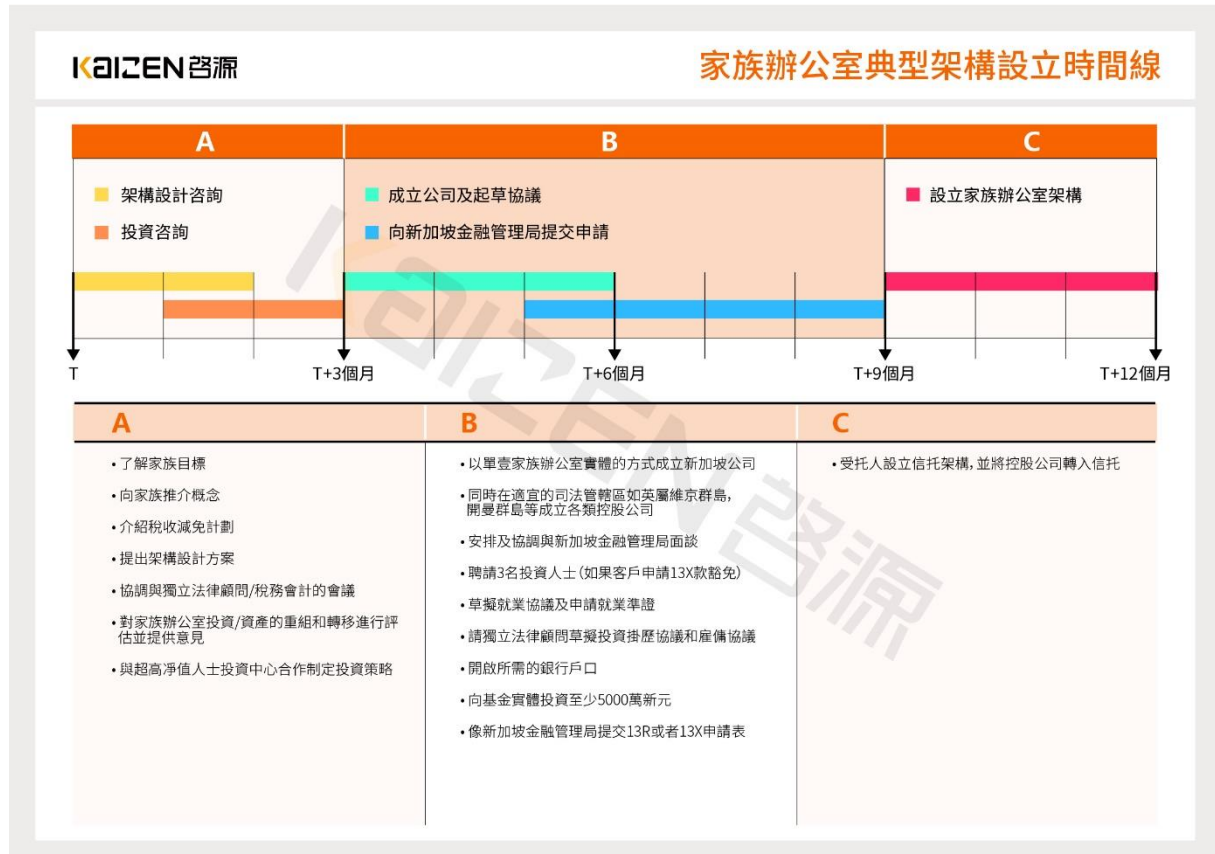 KAIZEN啓源
家族辦公室典型架構設立時間線
A
B
C
架構設計咨詢
投資咨詢
成立公司及起草協議
向新加坡金融管理局提交申請
設立家族辦公室架構
T
T+3個月
T+6個月
T+9個月
T+12個月
A
•了解家族目標
•向家族推介概念
•介紹稅收減免計劃
•提出架構設計方案
•協調與獨立法律顧問/稅務會計的會議
•對家族辦公室投資/資產的重組和轉移進行評
估並提供意見
•與超高凈值人士投資中心合作制定投資策略
B
•以單壹家族辦公室實體的方式成立新加坡公司
•同時在適宜的司法管轄區如英屬維京群島,
開曼群島等成立各類控股公司
•安排及協調與新加坡金融管理局面談
•聘請3名投資人士(如果客戶申請13X款豁免)
•草擬就業協議及申請就業準證
•請獨立法律顧問草擬投資掛歷協議和雇傭協議
•開啟所需的銀行戶口
•向基金實體投資至少5000萬新元
•像新加坡金融管理局提交13R或者13X申請表
C
•受托人設立信托架構,並將控股公司轉入信托
KAIZEN啓源